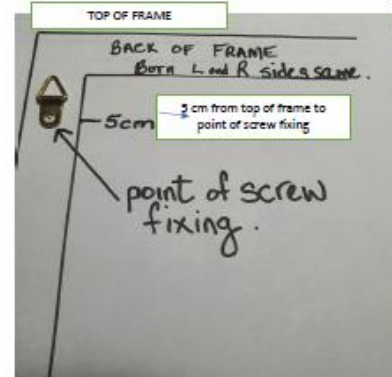 TOP OF FRAME
BACK OF FRAME
Both L and R sides same.
5cm
5 cm from top of frame to
point of screw fixing
point of screw
fixing.